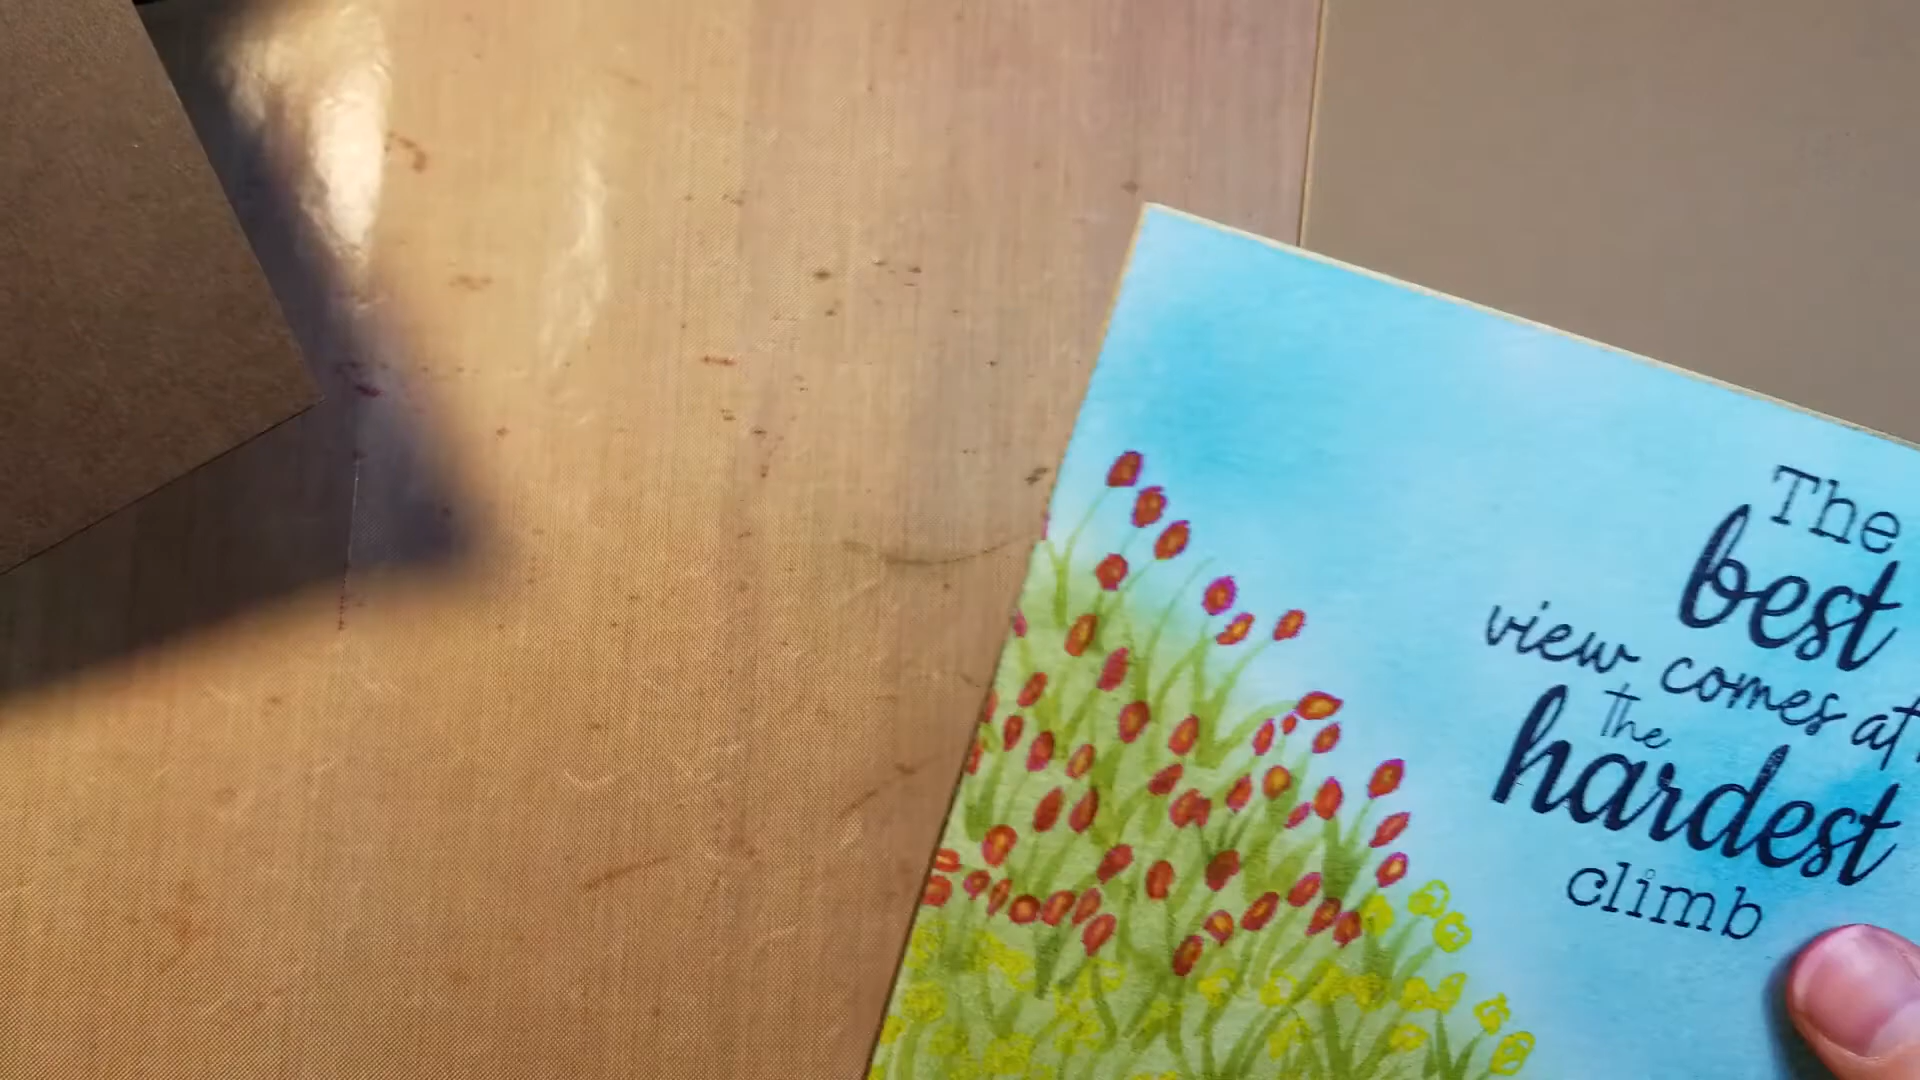 The
best
view comes at
the
hardest
climb